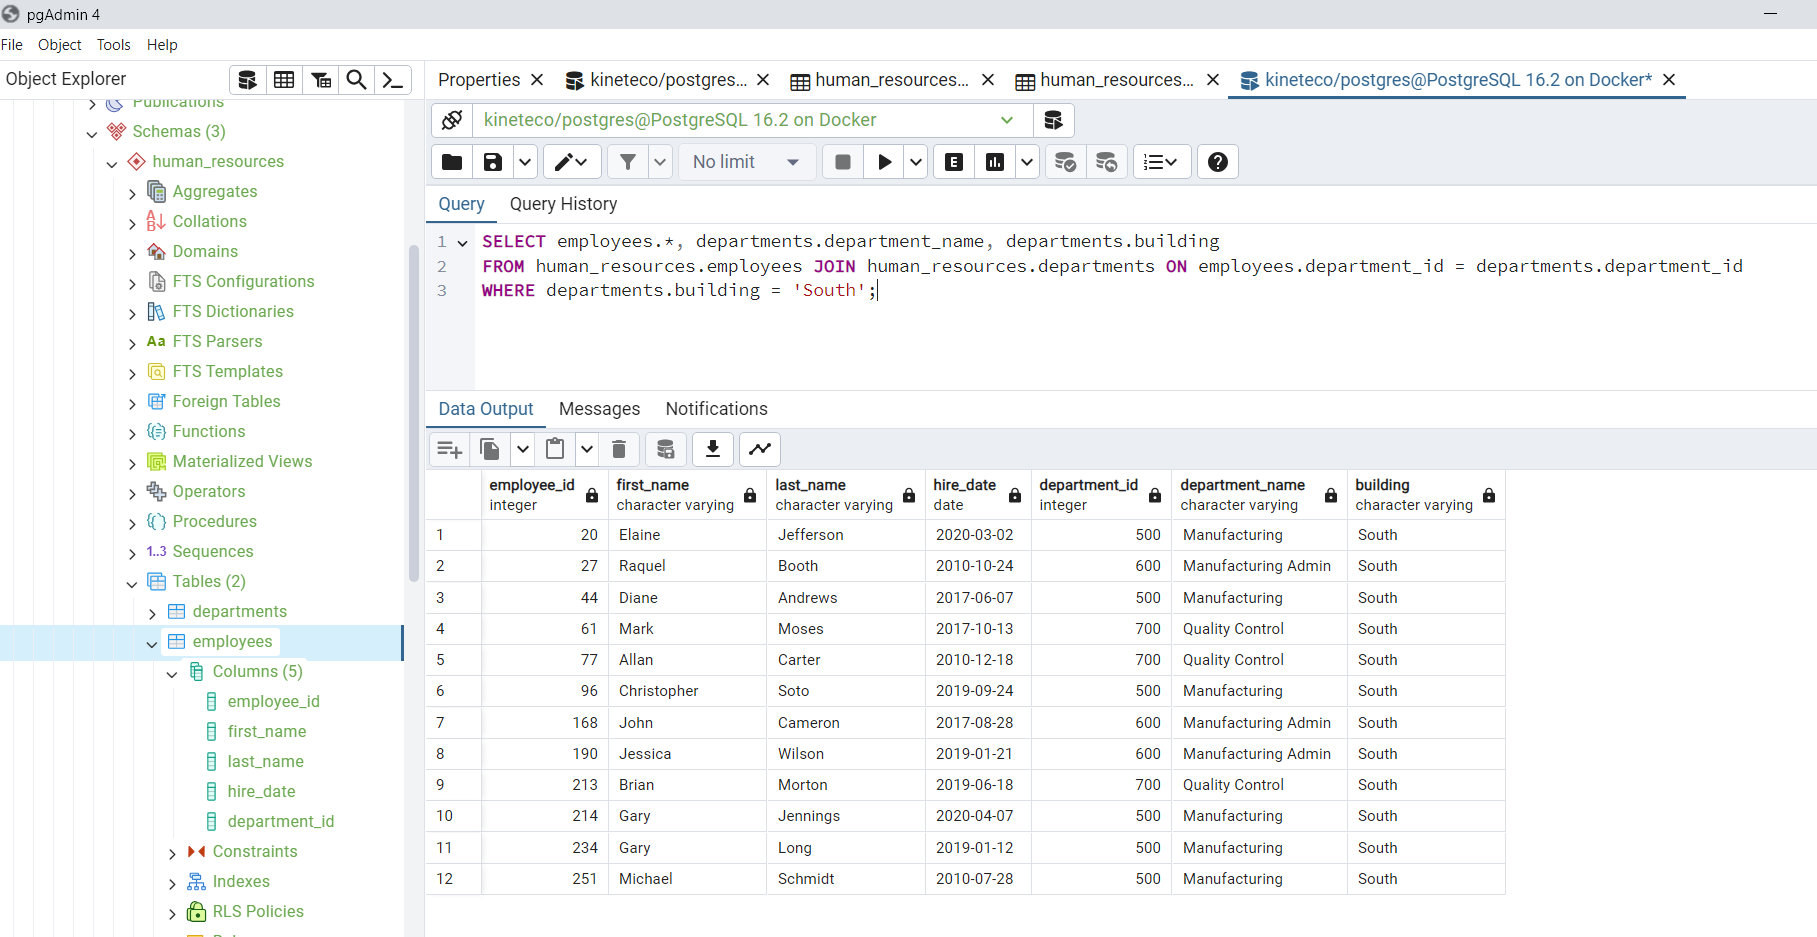 pgAdmin 4
File Object Tools Help
Object Explorer
Properties kineteco/postgres... human_resources... human_resources... kineteco/postgres@PostgreSQL 16.2 on Docker*
Publications
Schemas (3)
human_resources
Aggregates
Collations
Domains
FTS Configurations
FTS Dictionaries
Aa FTS Parsers
FTS Templates
Foreign Tables
Functions
Materialized Views
Operators
Procedures
1..3 Sequences
Tables (2)
departments
employees
Columns (5)
employee_id
first_name
last_name
hire_date
department_id
Constraints
Indexes
RLS Policies
kineteco/postgres@PostgreSQL 16.2 on Docker
No limit
Query Query History
1 SELECT employees.*, departments.department_name, departments.building
2 FROM human_resources.employees JOIN human_resources.departments ON employees.department_id = departments.department_id
3 WHERE departments.building = 'South';
Data Output Messages Notifications
employee_id first_name last_name hire_date department_id department_name building
integer character varying character varying date integer character varying character varying
1 20 Elaine Jefferson 2020-03-02 500 Manufacturing South
2 27 Raquel Booth 2010-10-24 600 Manufacturing Admin South
3 44 Diane Andrews 2017-06-07 500 Manufacturing South
4 61 Mark Moses 2017-10-13 700 Quality Control South
5 77 Allan Carter 2010-12-18 700 Quality Control South
6 96 Christopher Soto 2019-09-24 500 Manufacturing South
7 168 John Cameron 2017-08-28 600 Manufacturing Admin South
8 190 Jessica Wilson 2019-01-21 600 Manufacturing Admin South
9 213 Brian Morton 2019-06-18 700 Quality Control South
10 214 Gary Jennings 2020-04-07 500 Manufacturing South
11 234 Gary Long 2019-01-12 500 Manufacturing South
12 251 Michael Schmidt 2010-07-28 500 Manufacturing South